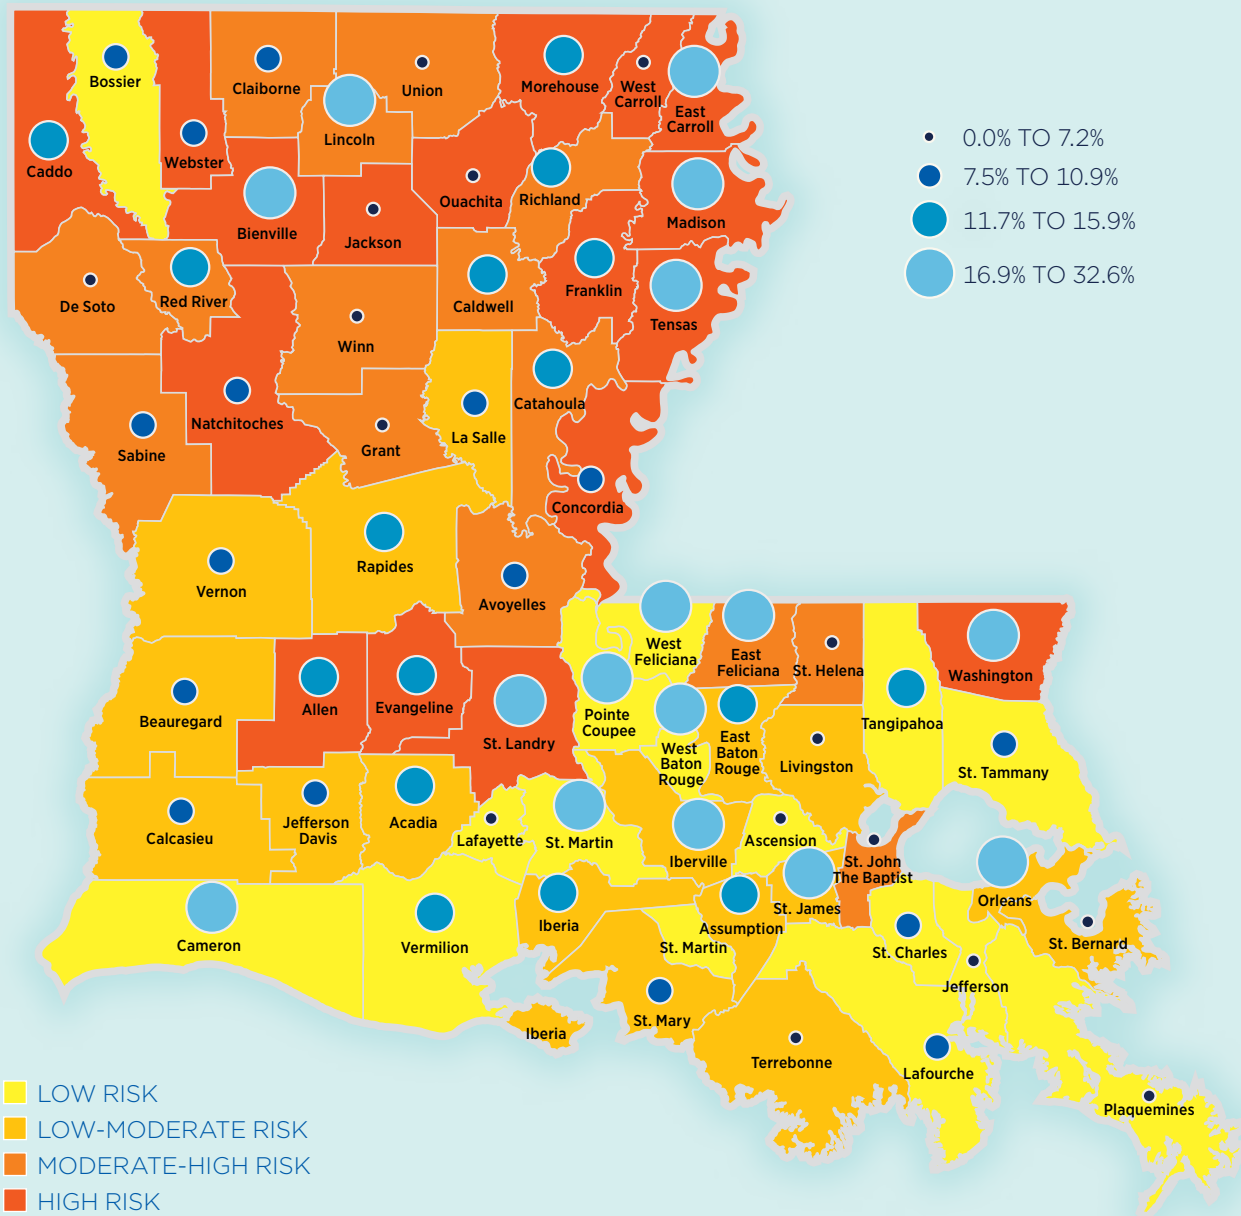 Bossier
Claiborne
Union
Morehouse
West
Carroll
East
Carroll
Lincoln
Caddo
Webster
Ouachita
Richland
Madison
Bienville
Jackson
De Soto
Red River
Caldwell
Franklin
Tensas
Winn
Natchitoches
Catahoula
Sabine
Grant
La Salle
Concordia
Vernon
Rapides
Avoyelles
West
Feliciana
East
Feliciana
St. Helena
Washington
Beauregard
Allen
Evangeline
St. Landry
Pointe
Coupee
West
Baton
Rouge
East
Baton
Rouge
Livingston
Tangipahoa
St. Tammany
Calcasieu
Jefferson
Davis
Acadia
Lafayette
St. Martin
Iberville
Ascension
St. John
The Baptist
St. James
Orleans
Cameron
Vermilion
Iberia
St. Martin
Assumption
St. Charles
St. Bernard
Jefferson
Iberia
St. Mary
Terrebonne
Lafourche
Plaquemines
0.0% TO 7.2%
7.5% TO 10.9%
11.7% TO 15.9%
16.9% TO 32.6%
LOW RISK
LOW-MODERATE RISK
MODERATE-HIGH RISK
HIGH RISK